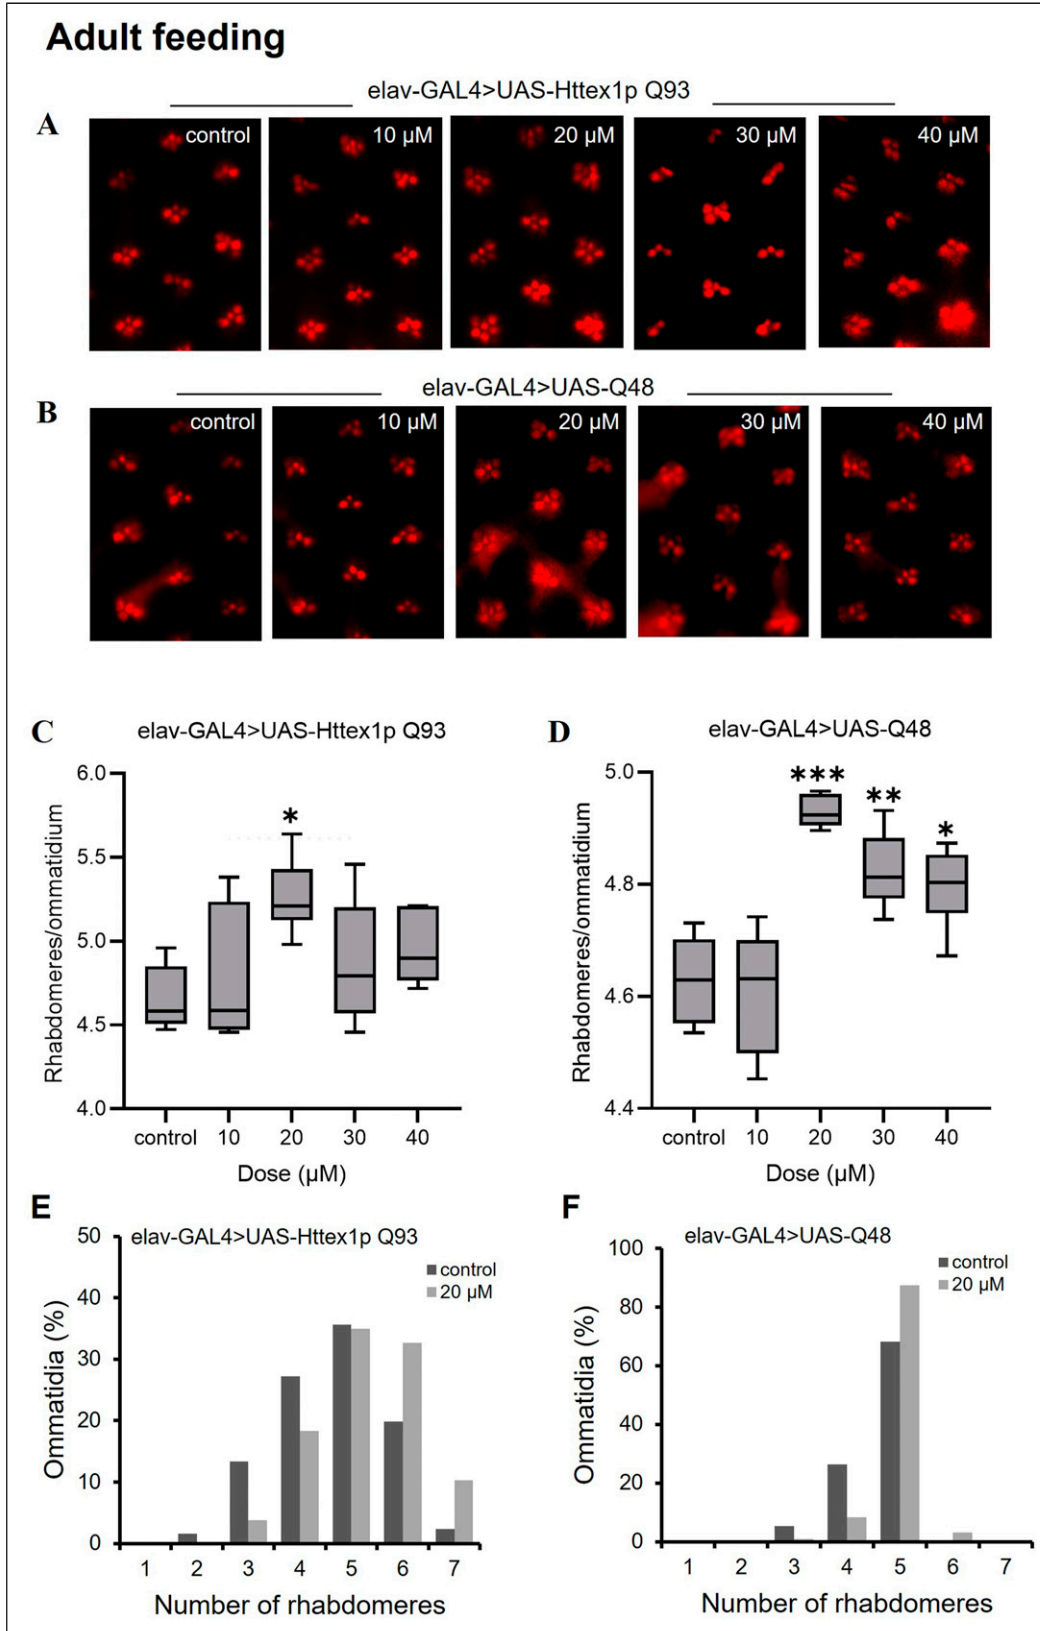 Adult feeding
elav-GAL4>UAS-Httex1p Q93
A
control
10 µM
20 µM
30 µM
40 µM
elav-GAL4>UAS-Q48
B
control
10 µM
20 µM
30 µM
40 µM
C
elav-GAL4>UAS-Httex1p Q93
Rhabdomeres/ommatidium
6.0
5.5
5.0
4.5
4.0
*
control 10 20 30 40
Dose (µM)
D
elav-GAL4>UAS-Q48
Rhabdomeres/ommatidium
5.0
4.8
4.6
4.4
***
**
*
control 10 20 30 40
Dose (µM)
E
elav-GAL4>UAS-Httex1p Q93
control
20 µM
Ommatidia (%)
50
40
30
20
10
0
1 2 3 4 5 6 7
Number of rhabdomeres
F
elav-GAL4>UAS-Q48
control
20 µM
Ommatidia (%)
100
80
60
40
20
0
1 2 3 4 5 6 7
Number of rhabdomeres